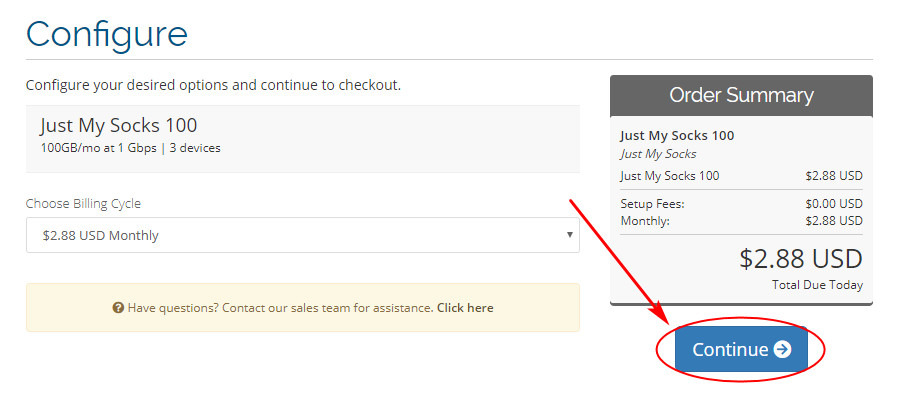 Configure
Configure your desired options and continue to checkout.
Just My Socks 100
100GB/mo at 1 Gbps | 3 devices
Choose Billing Cycle
$2.88 USD Monthly
Have questions? Contact our sales team for assistance. Click here
Order Summary
Just My Socks 100
Just My Socks
Just My Socks 100 $2.88 USD
Setup Fees: $0.00 USD
Monthly: $2.88 USD
$2.88 USD
Total Due Today
Continue